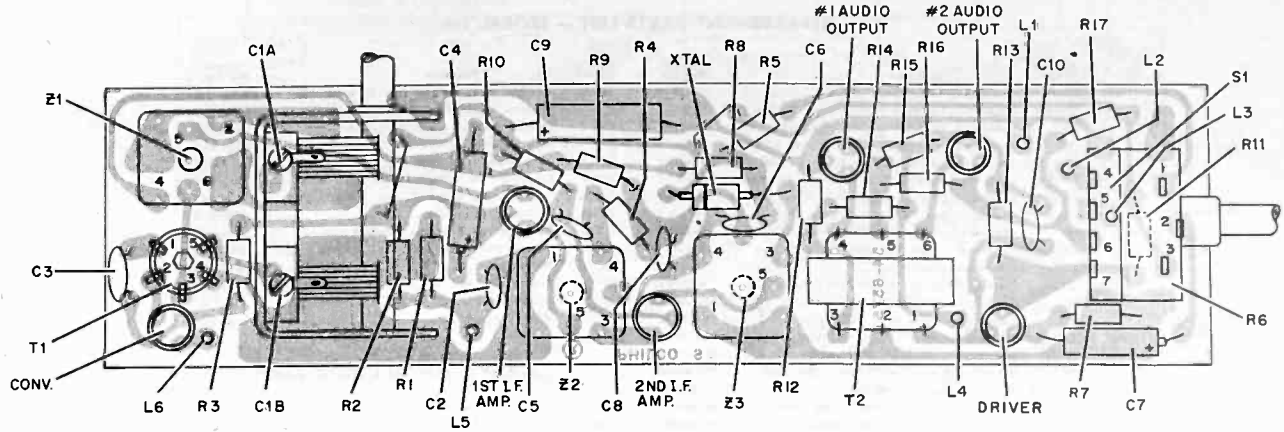 #1 AUDIO OUTPUT
#2 AUDIO OUTPUT
L1
R17
C1A
C4
C9
R4
R8
C6
R14
R16
R13
C10
L2
R10
R9
XTAL
R5
R15
S1
Z1
L3
R11
5 2
4 6
+
4
5
6
7
1
2
3
1 5
2 4
3
C3
1 4
5 3
4 3
5
1
4 5 6
3 2 1
+
PHILCO S
R6
T1
CONV.
L6
R3
C1B
R2
R1
C2
L5
1ST I.F. AMP.
C5
Z2
C8
2ND I.F. AMP.
Z3
R12
T2
L4
DRIVER
R7
C7
+